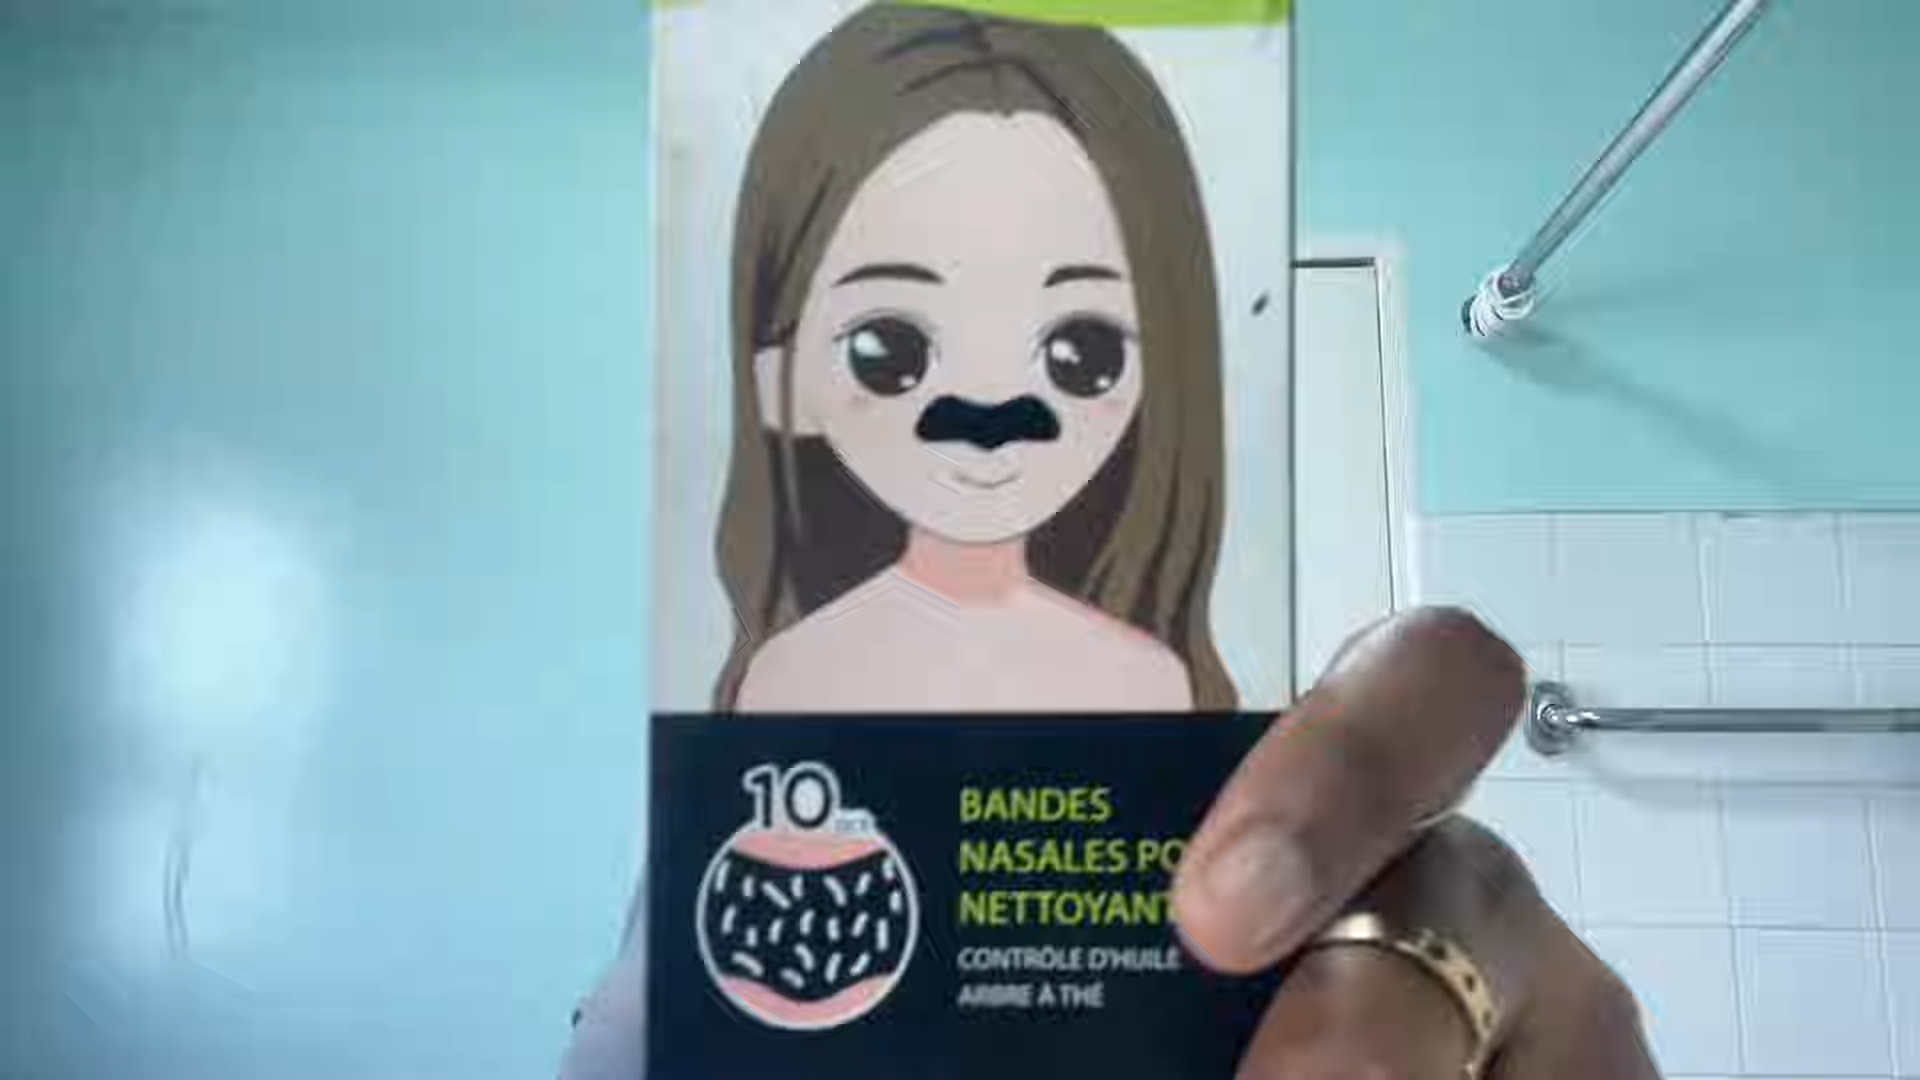 10
BANDES
NASALES PO
NETTOYANT
CONTRÔLE D'HUILE
ARBRE À THÉ